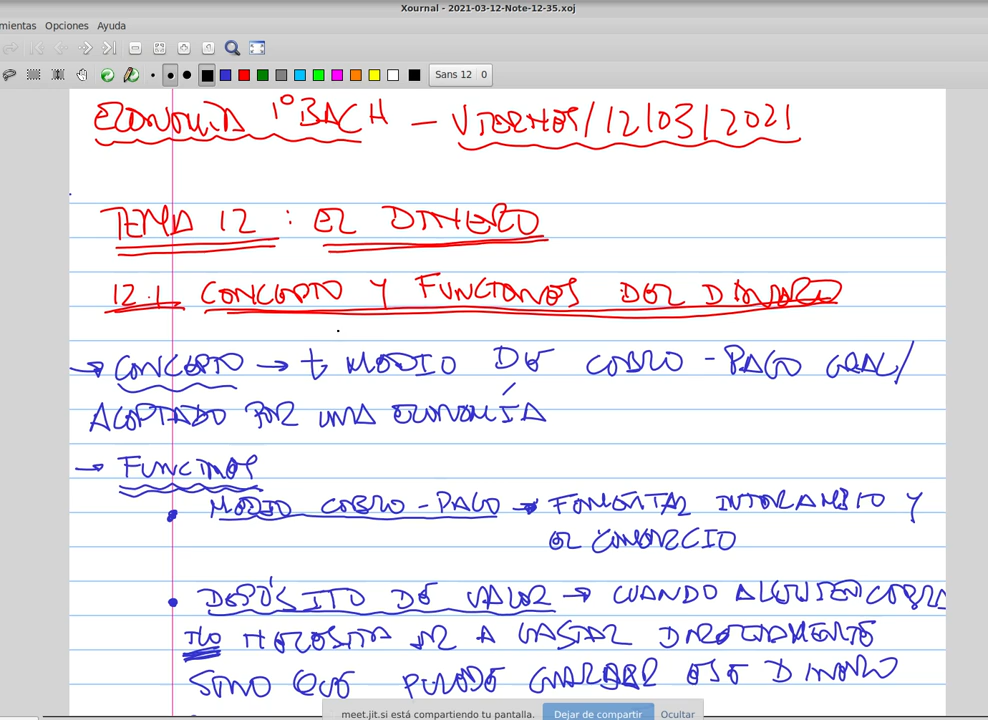 Xournal - 2021-03-12-Note-12-35.xoj
mientas Opciones Ayuda
Sans 12 0
ECONOMÍA 1º BACH - VIERNES/12/03/2021
TEMA 12 : EL DINERO
12.1 CONCEPTO Y FUNCIONES DEL DINERO
→ CONCEPTO → t MEDIO DE COBRO - PAGO GRAL/
ACEPTADO POR UNA ECONOMÍA
→ FUNCINES
• MEDIO COBRO - PAGO → FOMENTAR INTERCAMBIO Y
EL COMERCIO
• DEPÓSITO DE VALOR → CUANDO ALGUIEN COBRA
NO NECESITA IR A GASTAR DIRECTAMENTE
SINO QUE PUEDE GUARDAR ESE DINERO
meet.jit.si está compartiendo tu pantalla. Dejar de compartir Ocultar